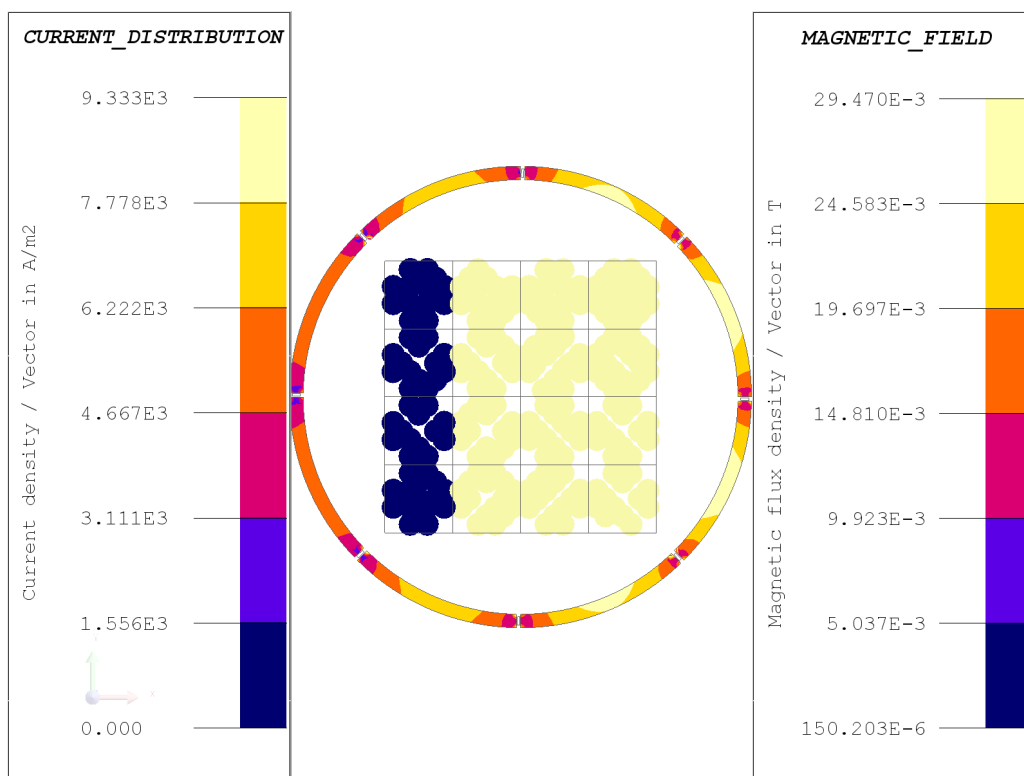 CURRENT_DISTRIBUTION
9.333E3
7.778E3
6.222E3
4.667E3
3.111E3
1.556E3
0.000
Current density / Vector in A/m2
MAGNETIC_FIELD
29.470E-3
24.583E-3
19.697E-3
14.810E-3
9.923E-3
5.037E-3
150.203E-6
Magnetic flux density / Vector in T